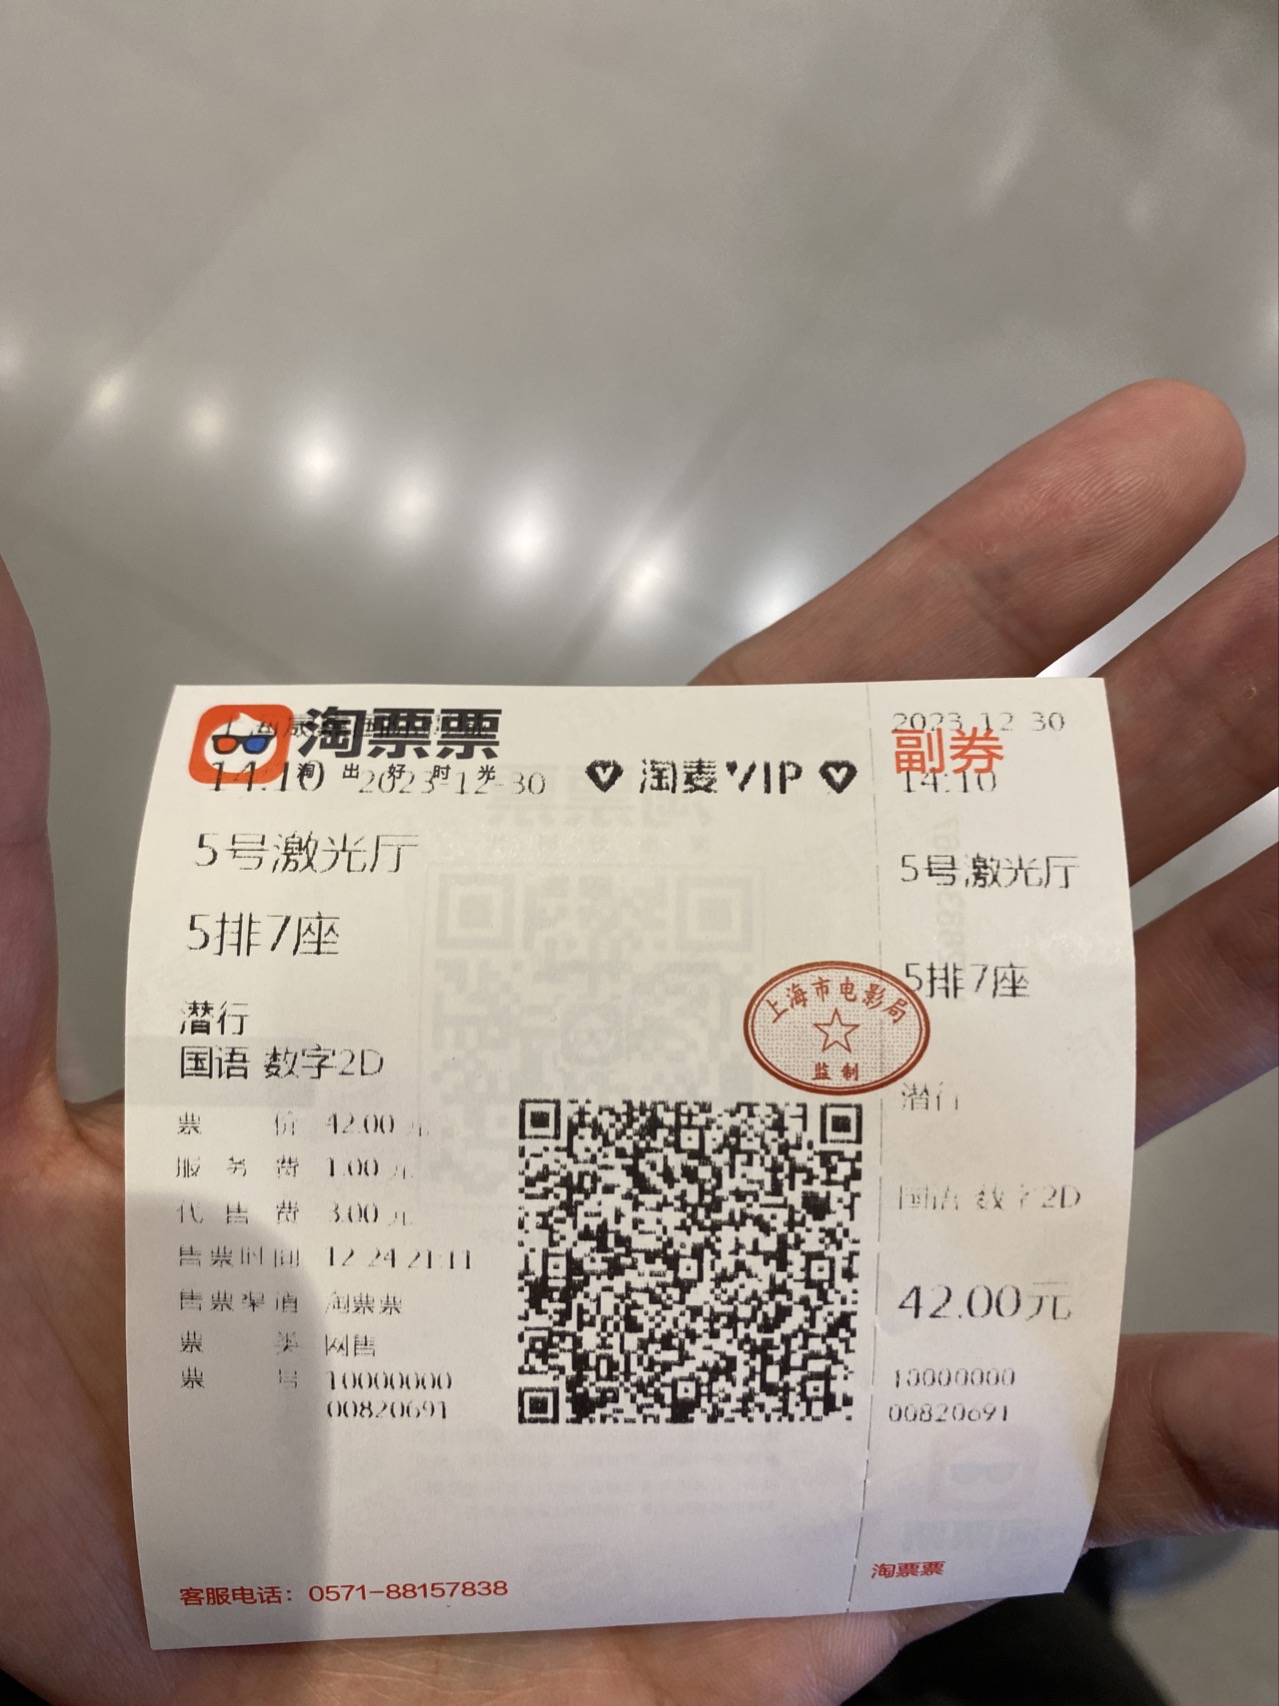 淘票票
淘出好时光
14:10 2023-12-30
淘麦VIP
5号激光厅
5排7座
潜行
国语 数字2D
票价 42.00元
服务费 1.00元
代售费 3.00元
售票时间 12-24 21:11
售票渠道 淘票票
票类 网售
票号 10000000
00820691
客服电话：0571-88157838
上海市电影局
监制
2023-12-30
副券
14:10
5号激光厅
5排7座
潜行
国语 数字2D
42.00元
10000000
00820691
淘票票